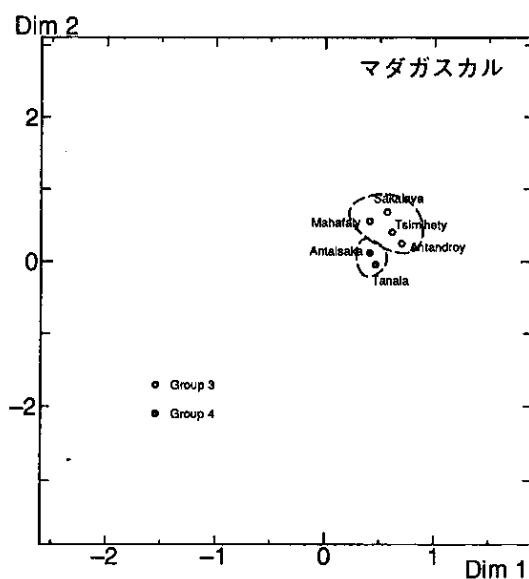 Dim 2
マダガスカル
2
Sakalava
Mahafaly
Tsimihety
Antandroy
0
Antaisaka
Tanala
Group 3
−2
Group 4
−2
−1
0
1
Dim 1